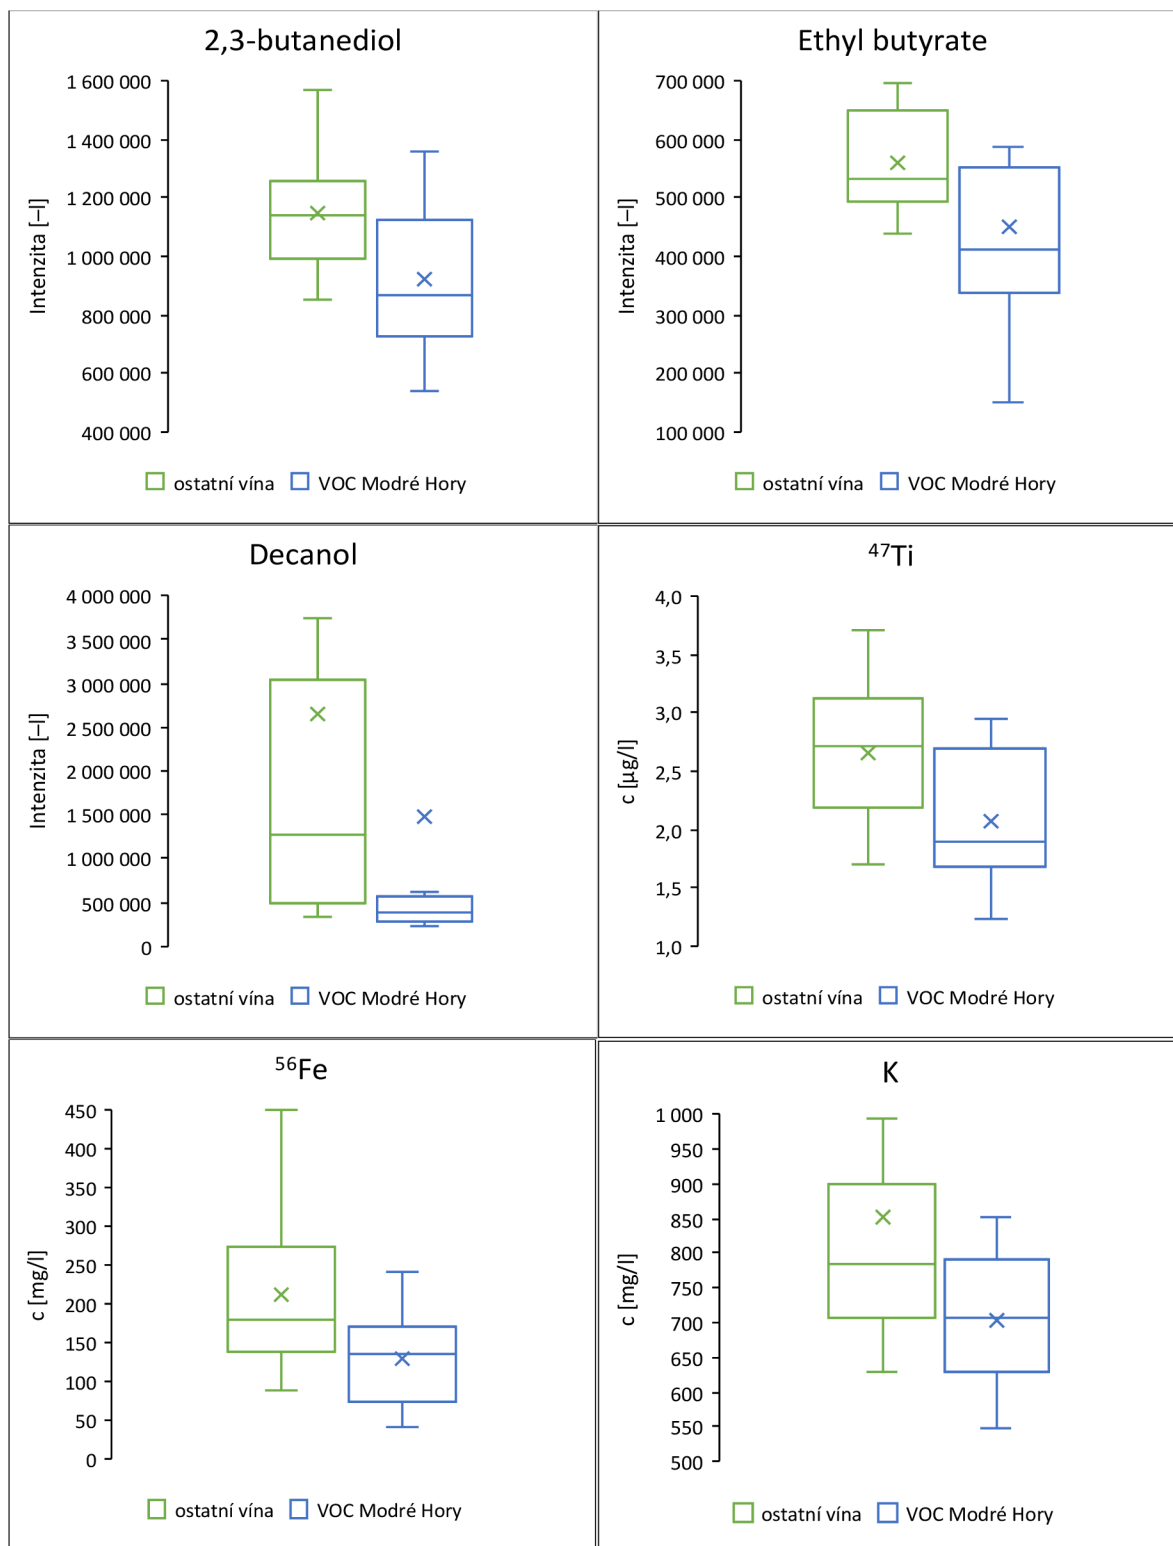 2,3-butanediol
Intenzita [–l]
1 600 000
1 400 000
1 200 000
1 000 000
800 000
600 000
400 000
ostatní vína VOC Modré Hory
Ethyl butyrate
Intenzita [–l]
700 000
600 000
500 000
400 000
300 000
200 000
100 000
ostatní vína VOC Modré Hory
Decanol
Intenzita [–l]
4 000 000
3 500 000
3 000 000
2 500 000
2 000 000
1 500 000
1 000 000
500 000
0
ostatní vína VOC Modré Hory
⁴⁷Ti
c [µg/l]
4,0
3,5
3,0
2,5
2,0
1,5
1,0
ostatní vína VOC Modré Hory
⁵⁶Fe
c [mg/l]
450
400
350
300
250
200
150
100
50
0
ostatní vína VOC Modré Hory
K
c [mg/l]
1 000
950
900
850
800
750
700
650
600
550
500
ostatní vína VOC Modré Hory